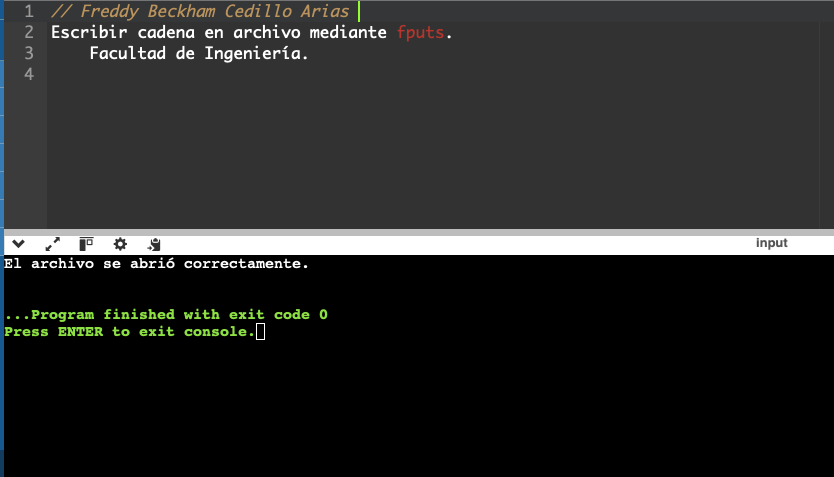 1 // Freddy Beckham Cedillo Arias
2 Escribir cadena en archivo mediante fputs.
3 Facultad de Ingeniería.
4
input
El archivo se abrió correctamente.
...Program finished with exit code 0
Press ENTER to exit console.